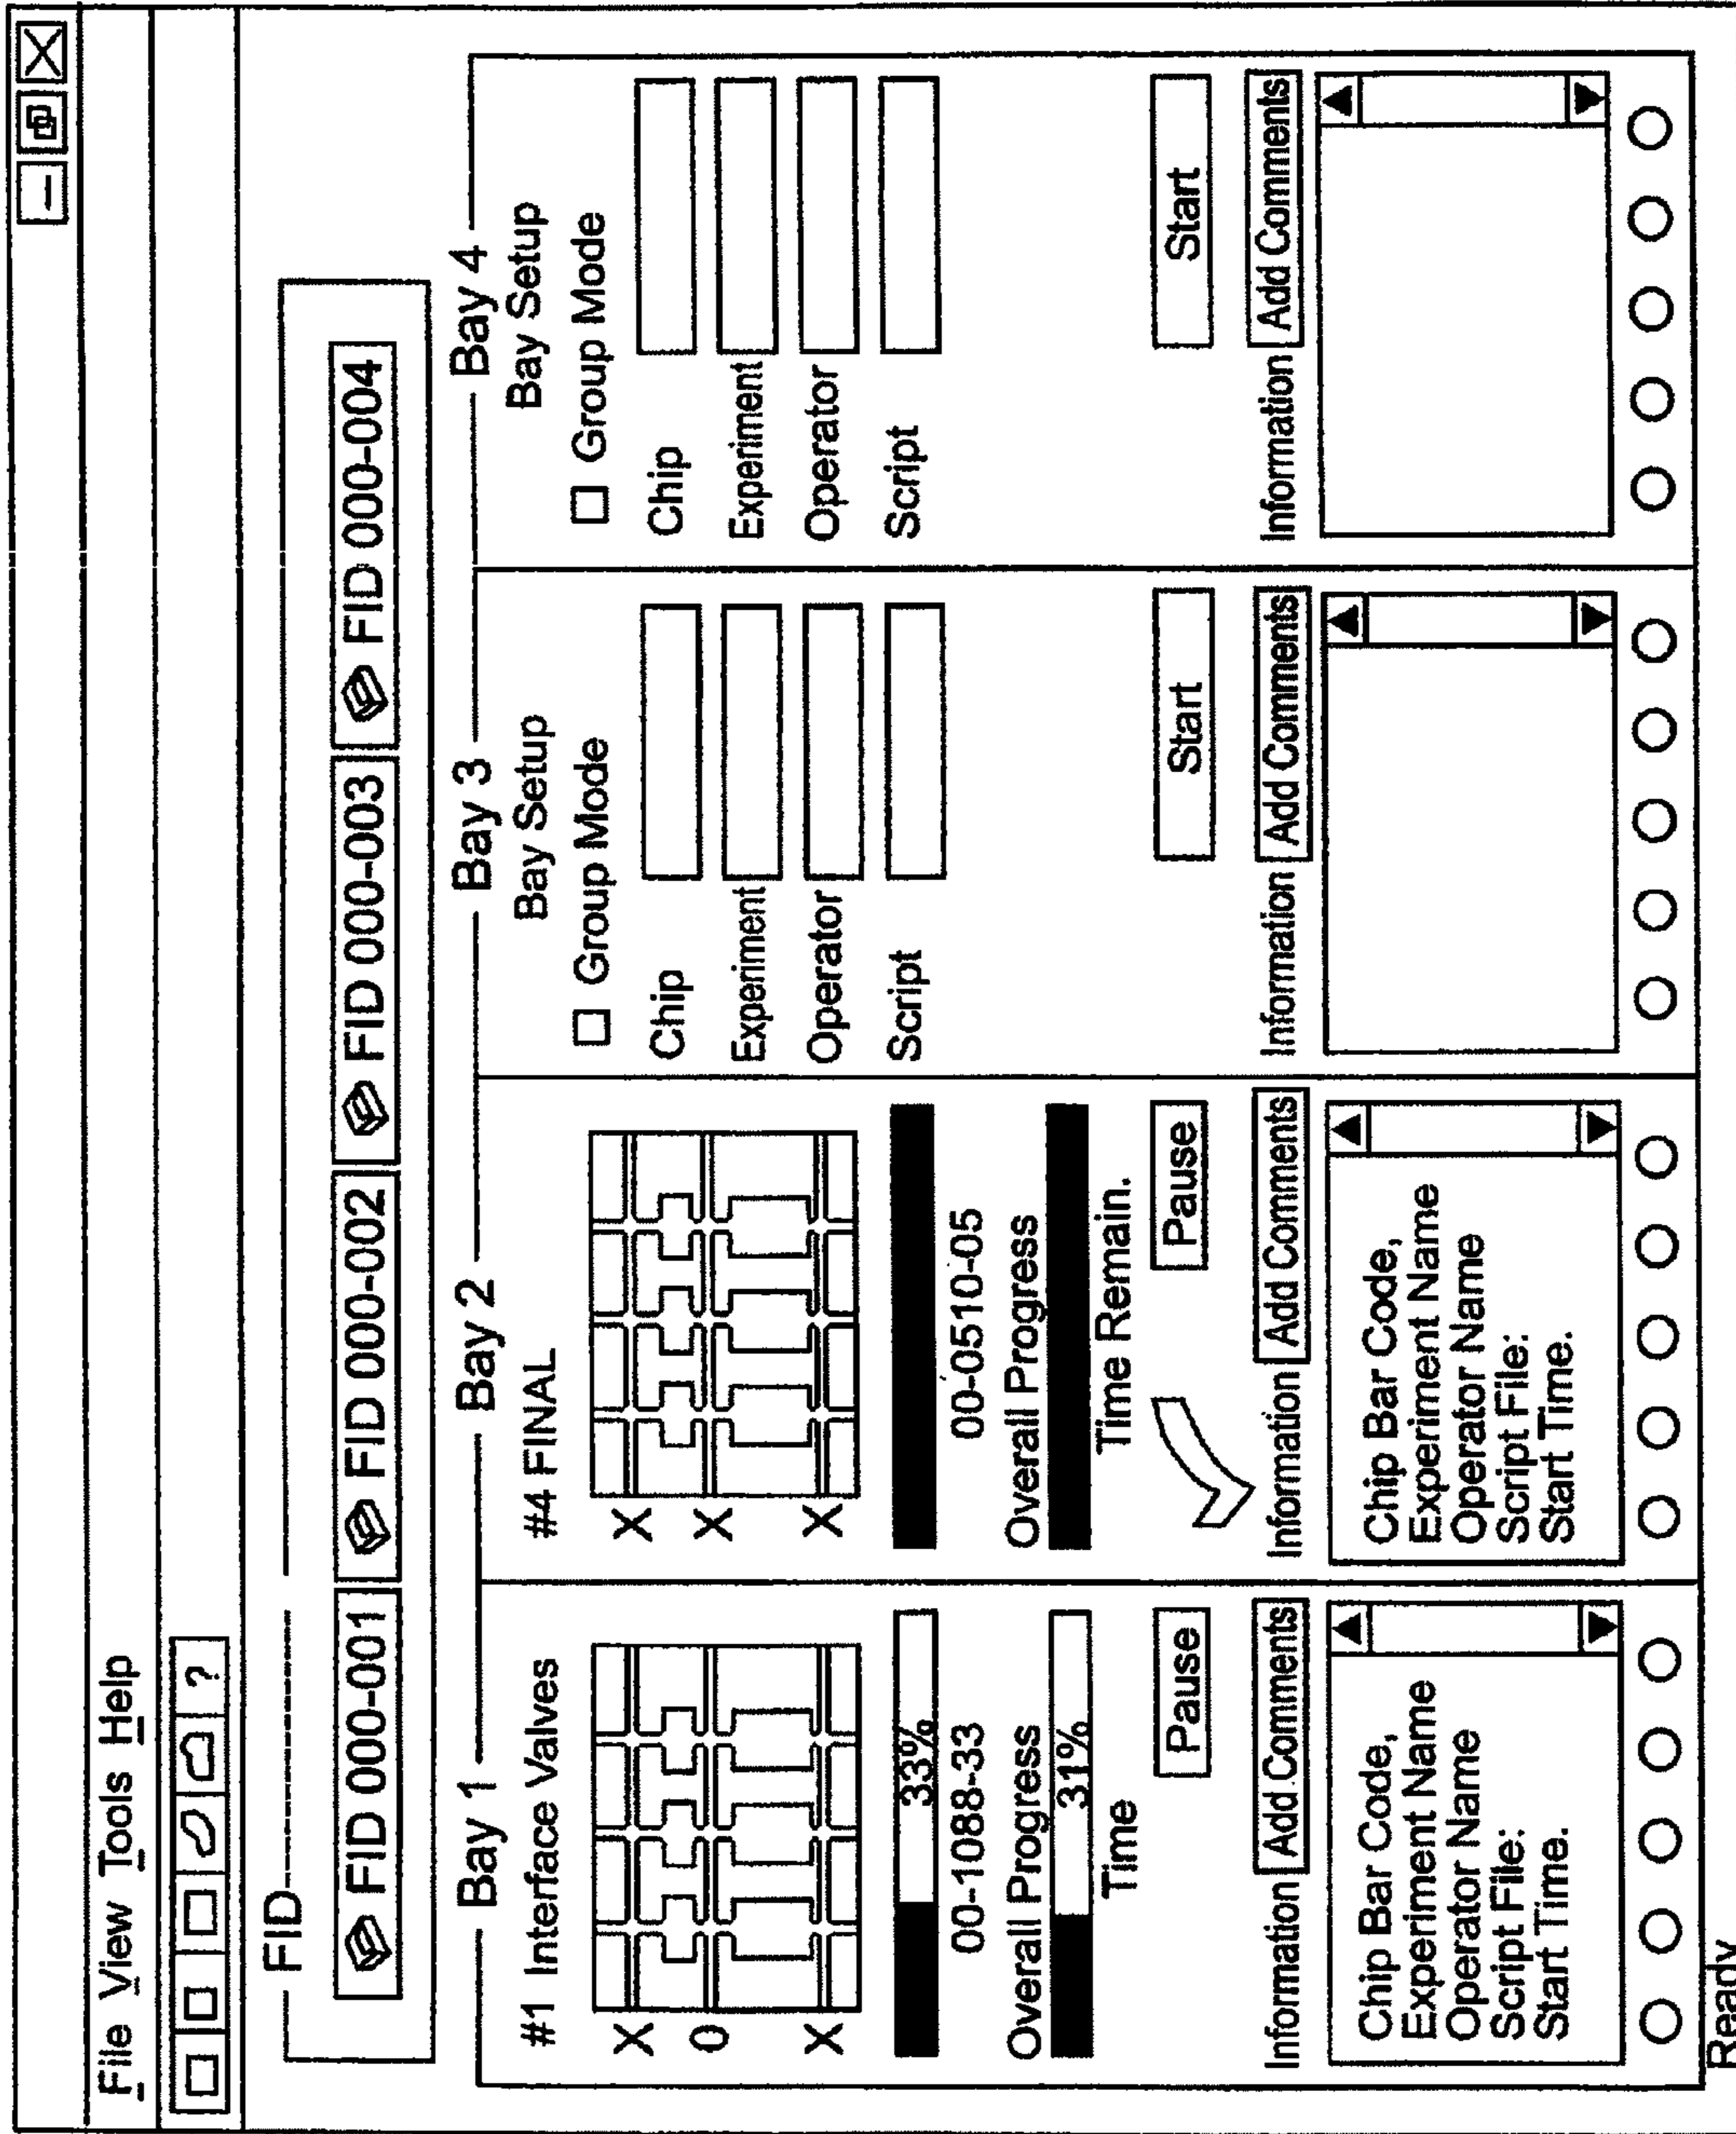 File View Tools Help
?
FID
FID 000-001 FID 000-002 FID 000-003 FID 000-004
Bay 1
#1 Interface Valves
X
0
X
33%
00-1088-33
Overall Progress
31%
Time
Pause
Information Add Comments
Chip Bar Code,
Experiment Name
Operator Name
Script File:
Start Time.
Bay 2
#4 FINAL
X
X
X
00-0510-05
Overall Progress
Time Remain.
Pause
Information Add Comments
Chip Bar Code,
Experiment Name
Operator Name
Script File:
Start Time.
Bay 3
Bay Setup
Group Mode
Chip
Experiment
Operator
Script
Start
Information Add Comments
Bay 4
Bay Setup
Group Mode
Chip
Experiment
Operator
Script
Start
Information Add Comments
Ready